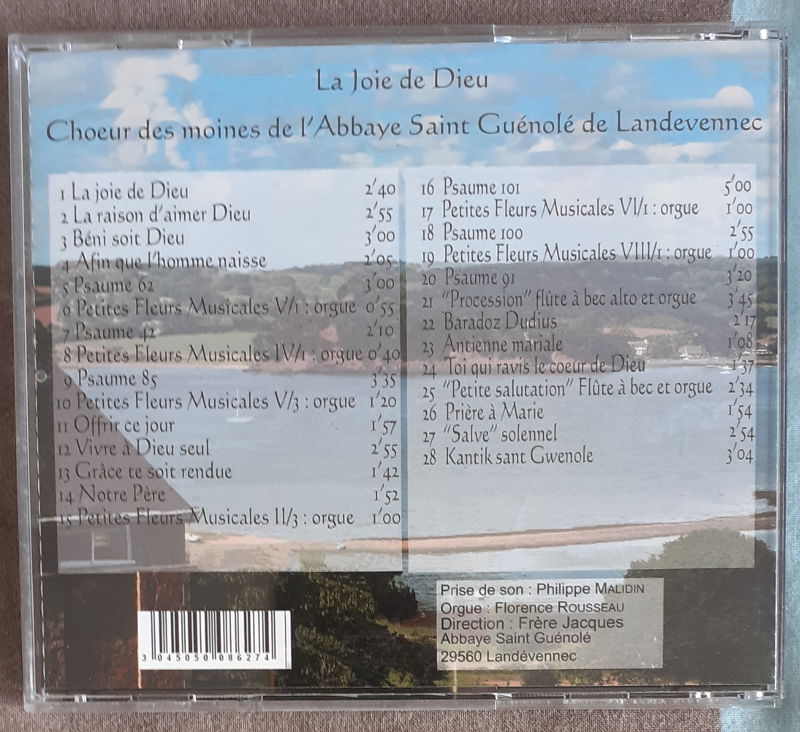 La Joie de Dieu
Choeur des moines de l'Abbaye Saint Guénolé de Landevennec
1 La joie de Dieu 2'40
2 La raison d'aimer Dieu 2'55
3 Béni soit Dieu 3'00
4 Afin que l'homme naisse 2'05
5 Psaume 62 3'00
6 Petites Fleurs Musicales V/1 : orgue 0'55
7 Psaume 42 2'10
8 Petites Fleurs Musicales IV/1 : orgue 0'40
9 Psaume 85 3'35
10 Petites Fleurs Musicales V/3 : orgue 1'20
11 Offrir ce jour 1'57
12 Vivre à Dieu seul 2'55
13 Grâce te soit rendue 1'42
14 Notre Père 1'52
15 Petites Fleurs Musicales II/3 : orgue 1'00
16 Psaume 101 5'00
17 Petites Fleurs Musicales VI/1 : orgue 1'00
18 Psaume 100 2'55
19 Petites Fleurs Musicales VIII/1 : orgue 1'00
20 Psaume 91 3'20
21 "Procession" flûte à bec alto et orgue 3'45
22 Baradoz Dudius 2'17
23 Antienne mariale 1'08
24 Toi qui ravis le coeur de Dieu 1'37
25 "Petite salutation" Flûte à bec et orgue 2'34
26 Prière à Marie 1'54
27 "Salve" solennel 2'54
28 Kantik sant Gwenole 3'04
Prise de son : Philippe MALIDIN
Orgue : Florence ROUSSEAU
Direction : Frère Jacques
Abbaye Saint Guénolé
29560 Landévennec
3 045050 086274